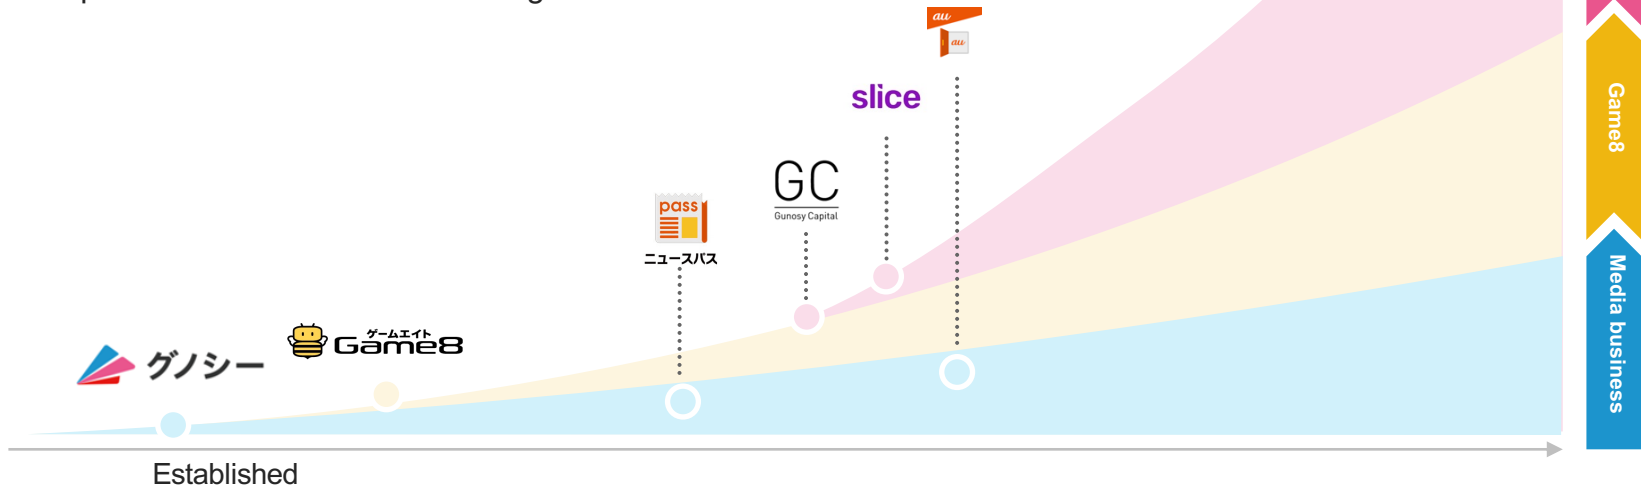 au
au
slice
GC
Gunosy Capital
pass
ニュースパス
ゲームエイト
Game8
グノシー
Established
Game8
Media business